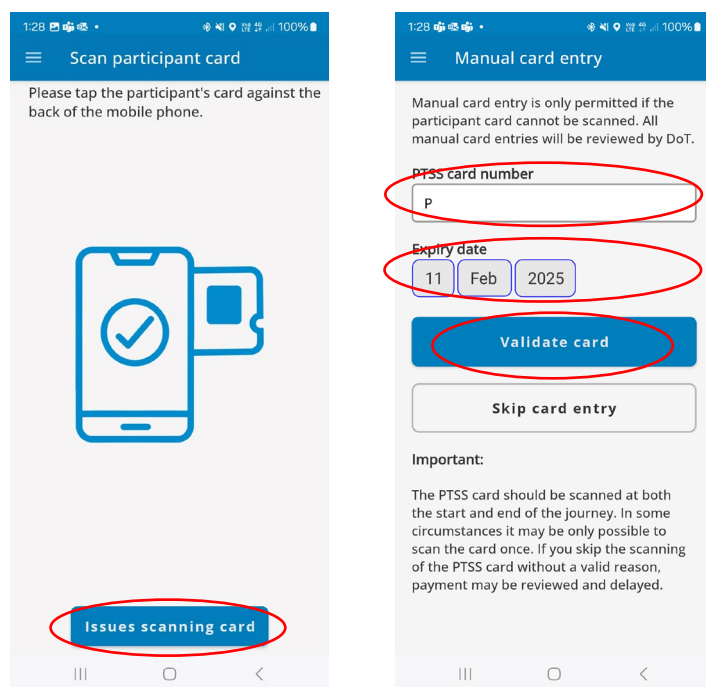 1:28
100%
Scan participant card
Please tap the participant's card against the
back of the mobile phone.
Issues scanning card
1:28
100%
Manual card entry
Manual card entry is only permitted if the
participant card cannot be scanned. All
manual card entries will be reviewed by DoT.
PTSS card number
P
Expiry date
11 Feb 2025
Validate card
Skip card entry
Important:
The PTSS card should be scanned at both
the start and end of the journey. In some
circumstances it may be only possible to
scan the card once. If you skip the scanning
of the PTSS card without a valid reason,
payment may be reviewed and delayed.